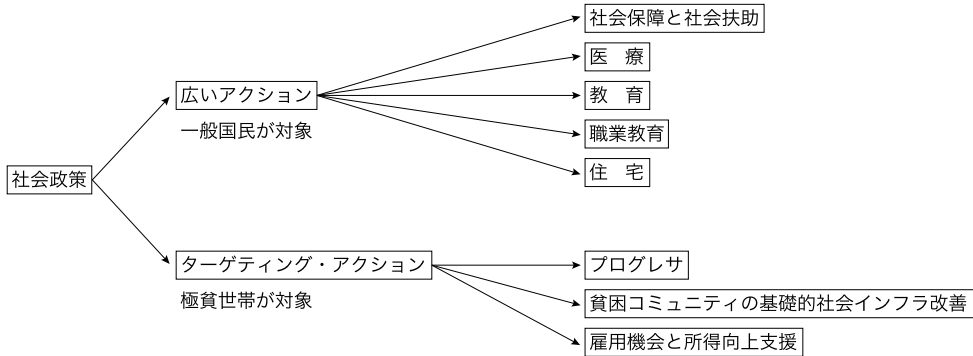 社会保障と社会扶助
医　療
広いアクション
教　育
一般国民が対象
職業教育
住　宅
社会政策
ターゲティング・アクション
プログレサ
極貧世帯が対象
貧困コミュニティの基礎的社会インフラ改善
雇用機会と所得向上支援